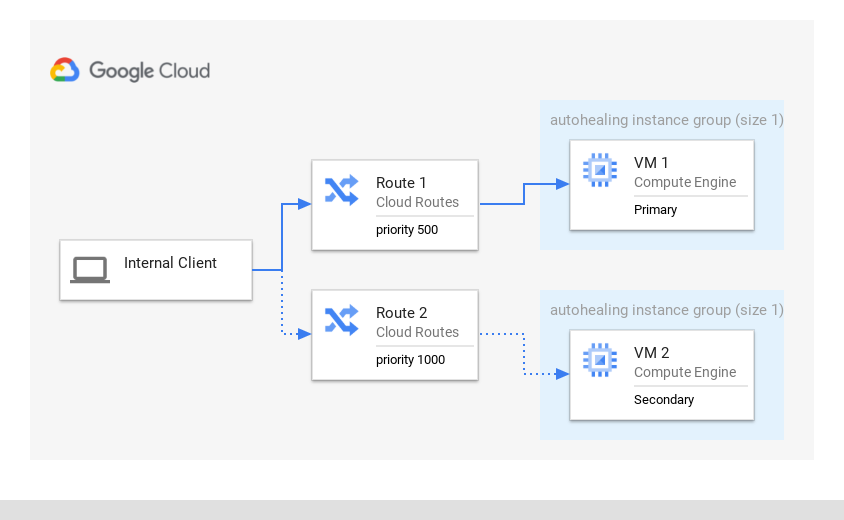 Google Cloud
autohealing instance group (size 1)
VM 1
Compute Engine
Primary
Route 1
Cloud Routes
priority 500
Internal Client
Route 2
Cloud Routes
priority 1000
autohealing instance group (size 1)
VM 2
Compute Engine
Secondary